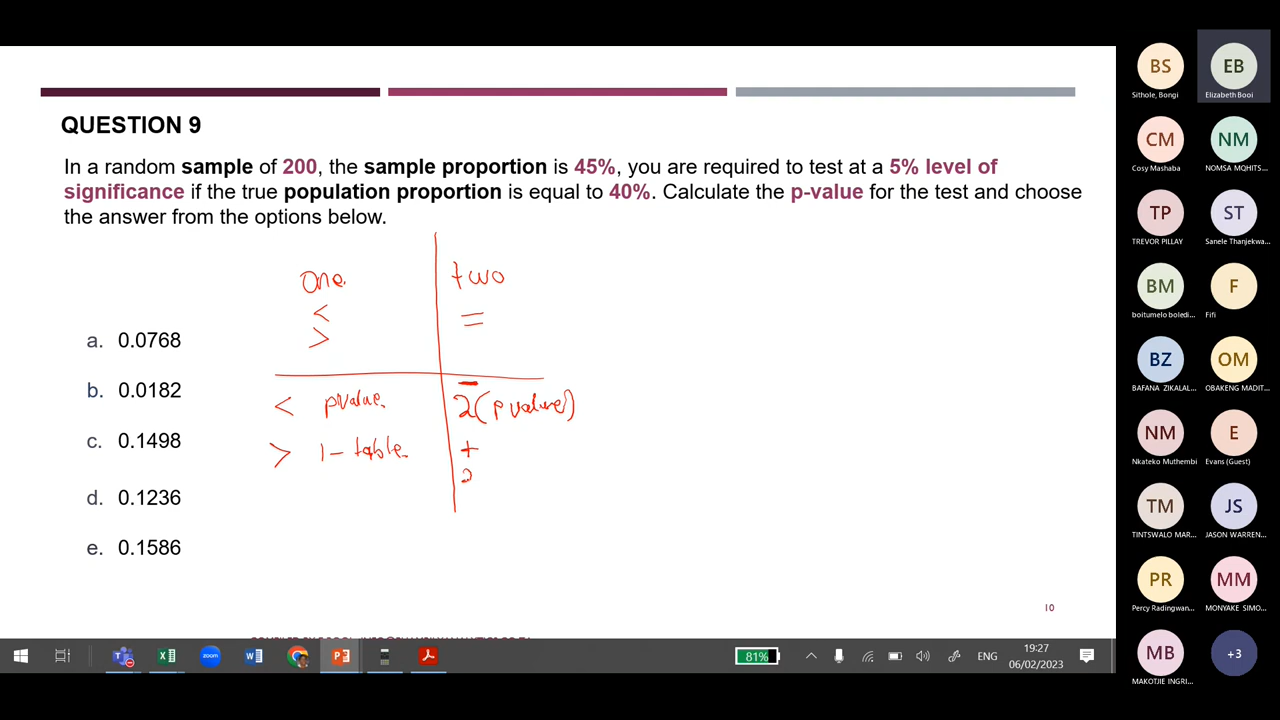 QUESTION 9
In a random sample of 200, the sample proportion is 45%, you are required to test at a 5% level of
significance if the true population proportion is equal to 40%. Calculate the p-value for the test and choose
the answer from the options below.
a. 0.0768
b. 0.0182
c. 0.1498
d. 0.1236
e. 0.1586
One. two
< =
>
< pvalue. - 2(pvalue)
> 1-table. +
2
10
BS EB
Sithole, Bongi Elizabeth Booi
CM NM
Cosy Mashaba NOMSA MQHITS...
TP ST
TREVOR PILLAY Sanele Thanjekwa...
BM F
boitumelo boledi... Fifi
BZ OM
BAFANA ZIKALAL... OBAKENG MADIT...
NM E
Nkateko Muthembi Evans (Guest)
TM JS
TINTSWALO MAR... JASON WARREN...
PR MM
Percy Radingwan... MONYAKE SIMO...
MB +3
MAKOTJIE INGRI...
zoom
81%
ENG
19:27
06/02/2023